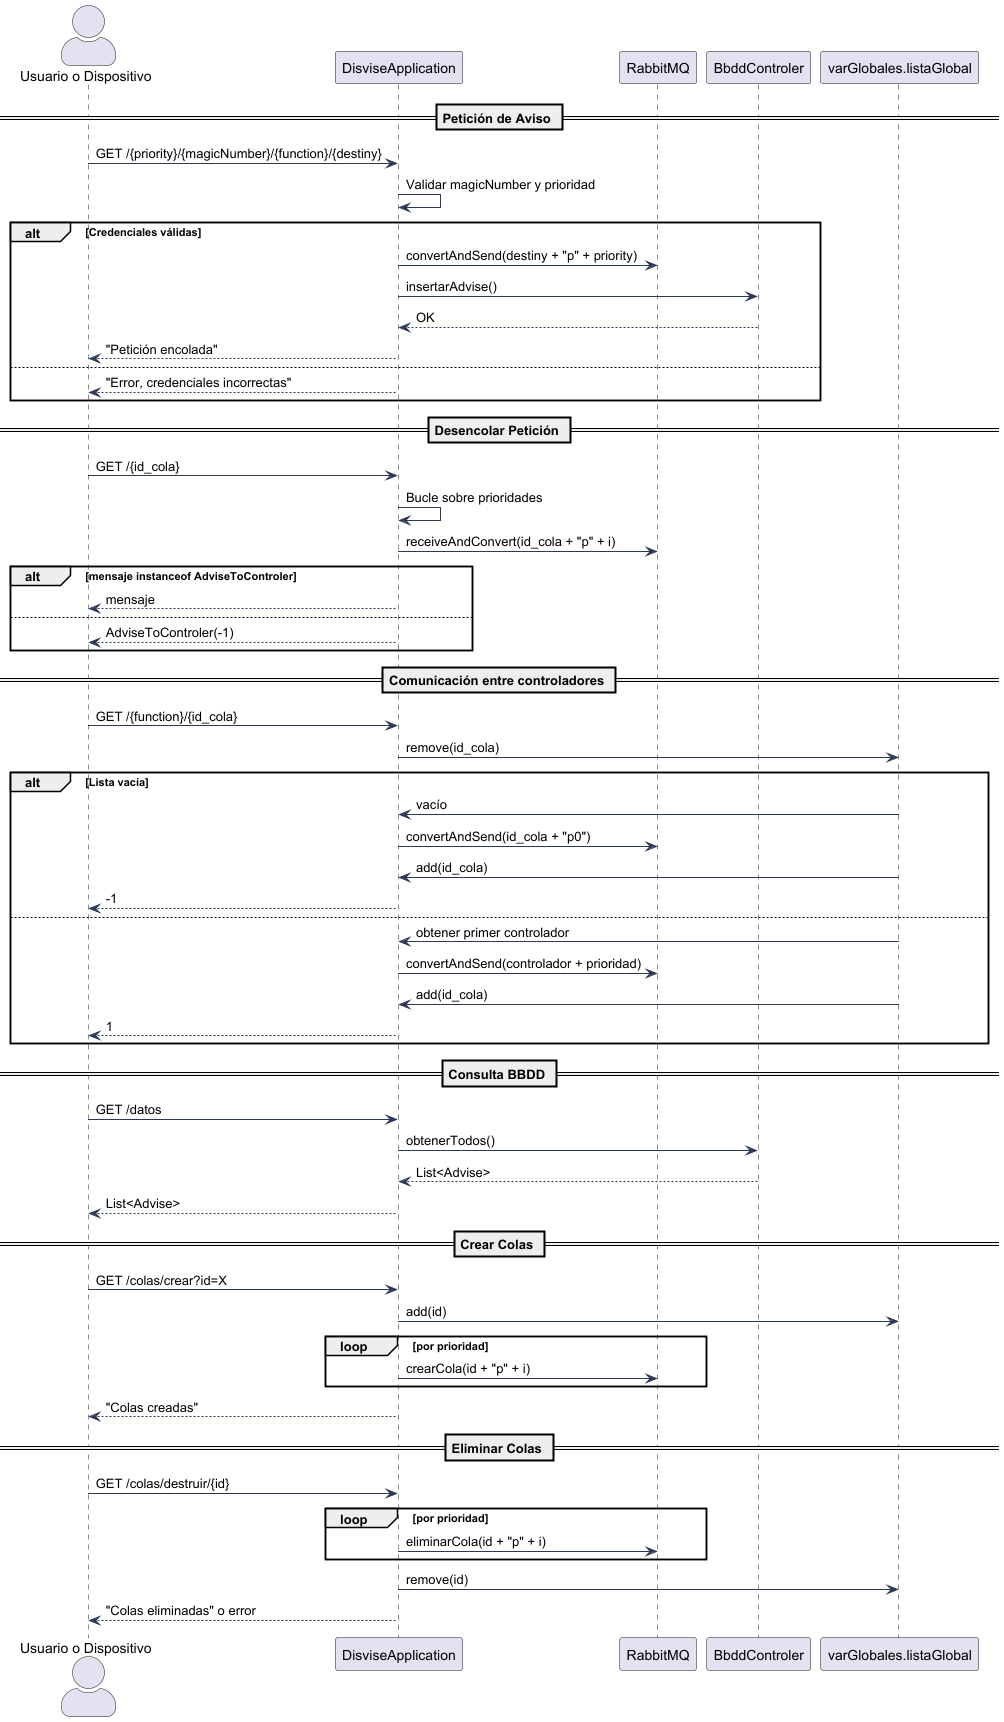 Usuario o Dispositivo
DisviseApplication
RabbitMQ
BbddControler
varGlobales.listaGlobal
Petición de Aviso
GET /{priority}/{magicNumber}/{function}/{destiny}
Validar magicNumber y prioridad
alt
[Credenciales válidas]
convertAndSend(destiny + "p" + priority)
insertarAdvise()
OK
"Petición encolada"
"Error, credenciales incorrectas"
Desencolar Petición
GET /{id_cola}
Bucle sobre prioridades
receiveAndConvert(id_cola + "p" + i)
alt
[mensaje instanceof AdviseToControler]
mensaje
AdviseToControler(-1)
Comunicación entre controladores
GET /{function}/{id_cola}
remove(id_cola)
alt
[Lista vacía]
vacío
convertAndSend(id_cola + "p0")
add(id_cola)
-1
obtener primer controlador
convertAndSend(controlador + prioridad)
add(id_cola)
1
Consulta BBDD
GET /datos
obtenerTodos()
List<Advise>
List<Advise>
Crear Colas
GET /colas/crear?id=X
add(id)
loop
[por prioridad]
crearCola(id + "p" + i)
"Colas creadas"
Eliminar Colas
GET /colas/destruir/{id}
loop
[por prioridad]
eliminarCola(id + "p" + i)
remove(id)
"Colas eliminadas" o error
Usuario o Dispositivo
DisviseApplication
RabbitMQ
BbddControler
varGlobales.listaGlobal